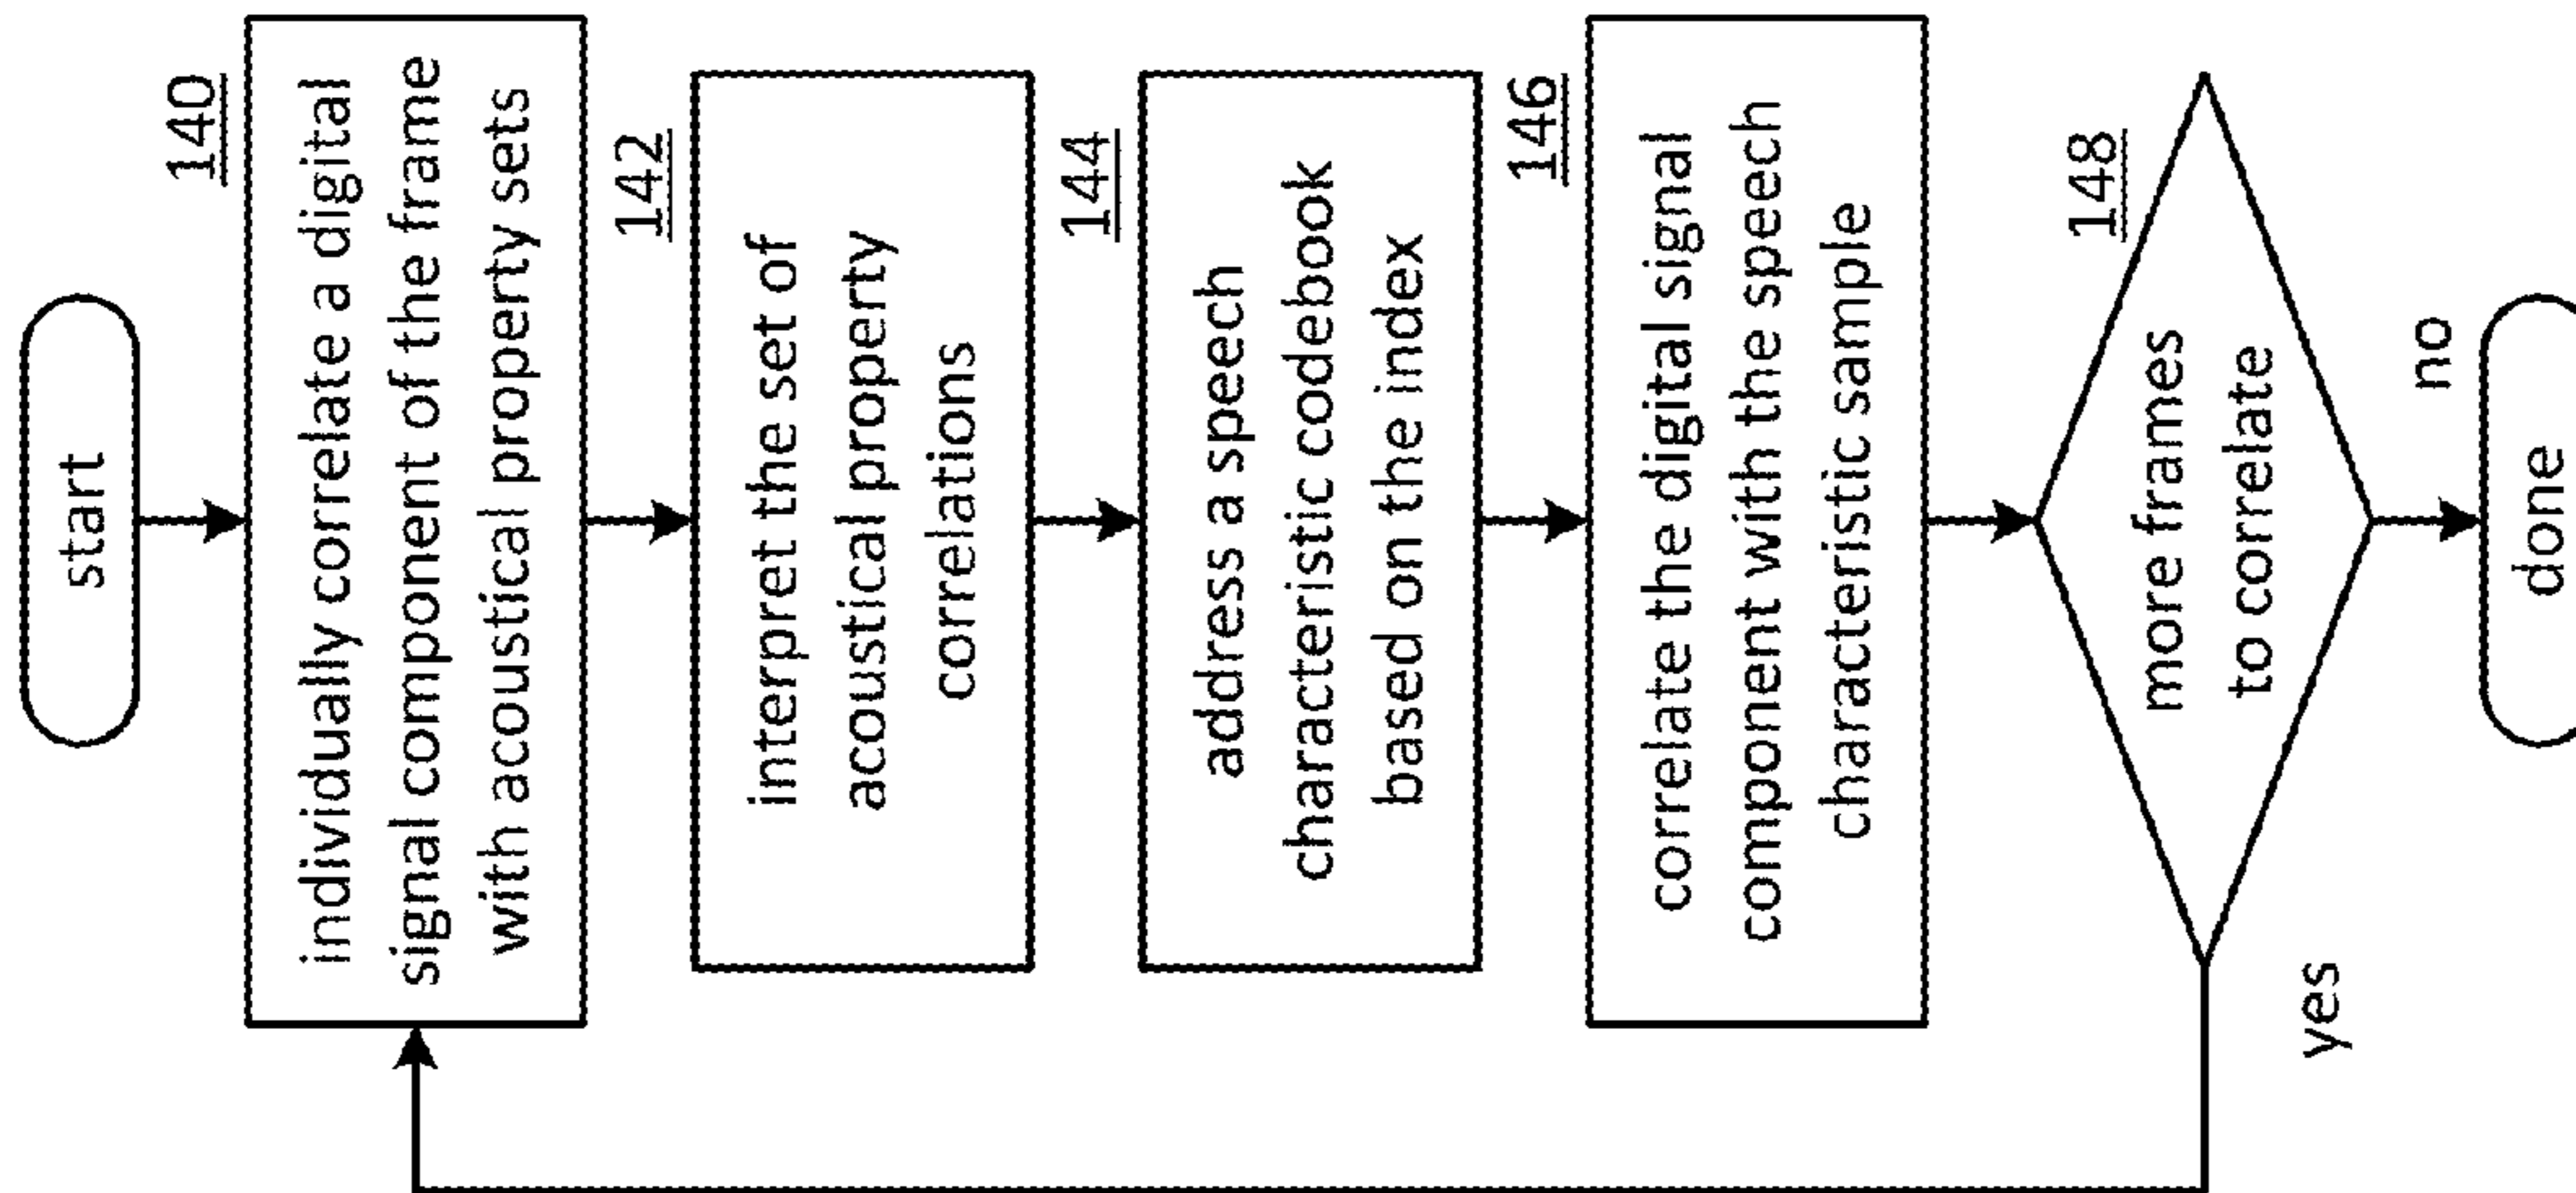 start
140
individually correlate a digital
signal component of the frame
with acoustical property sets
142
interpret the set of
acoustical property
correlations
144
address a speech
characteristic codebook
based on the index
146
correlate the digital signal
component with the speech
characteristic sample
148
more frames
to correlate
yes
no
done